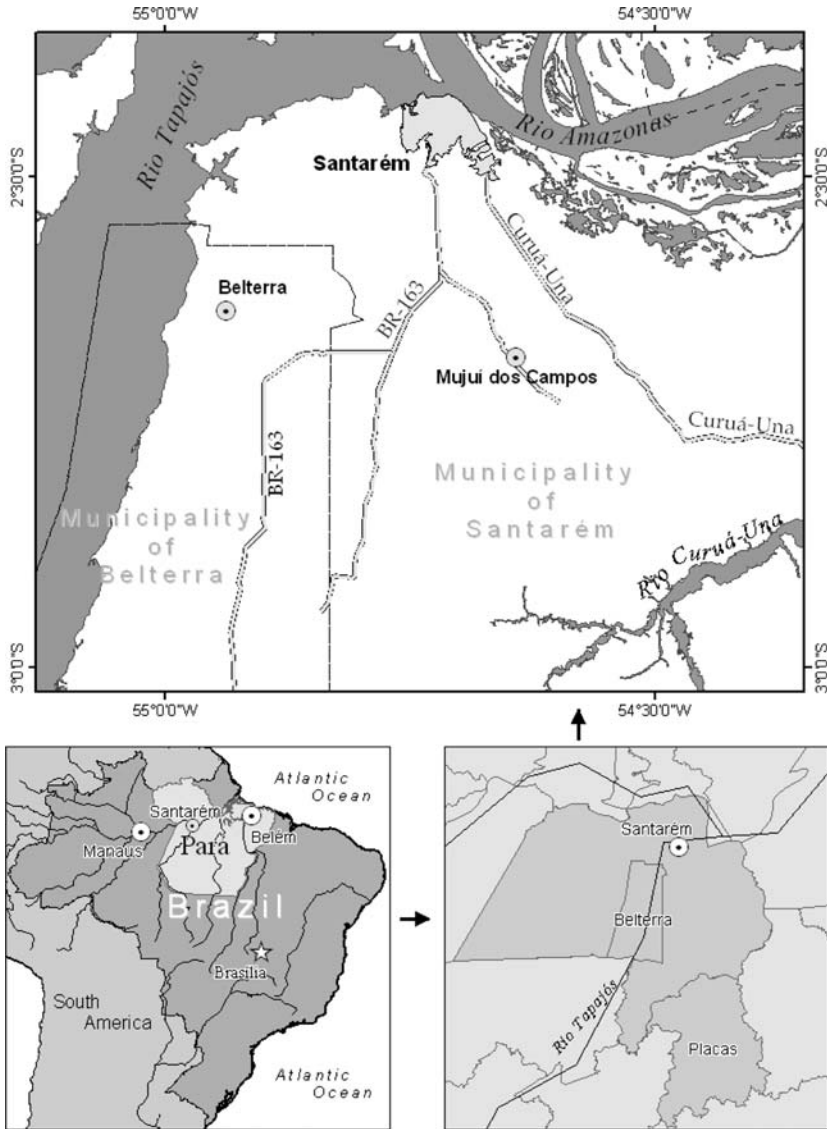 55°0'0"W
54°30'0"W
Rio Tapajós
Rio Amazonas
Santarém
2°30'0"S
2°30'0"S
Curuá-Una
Belterra
BR-163
Mujuí dos Campos
Curuá-Una
BR-163
Municipality
of
Belterra
Municipality
of
Santarém
Rio Curuá-Una
3°0'0"S
3°0'0"S
55°0'0"W
54°30'0"W
Atlantic
Ocean
Santarém
Belém
Manaus
Pará
Brazil
Brasília
South
America
Atlantic
Ocean
Santarém
Belterra
Rio Tapajós
Placas